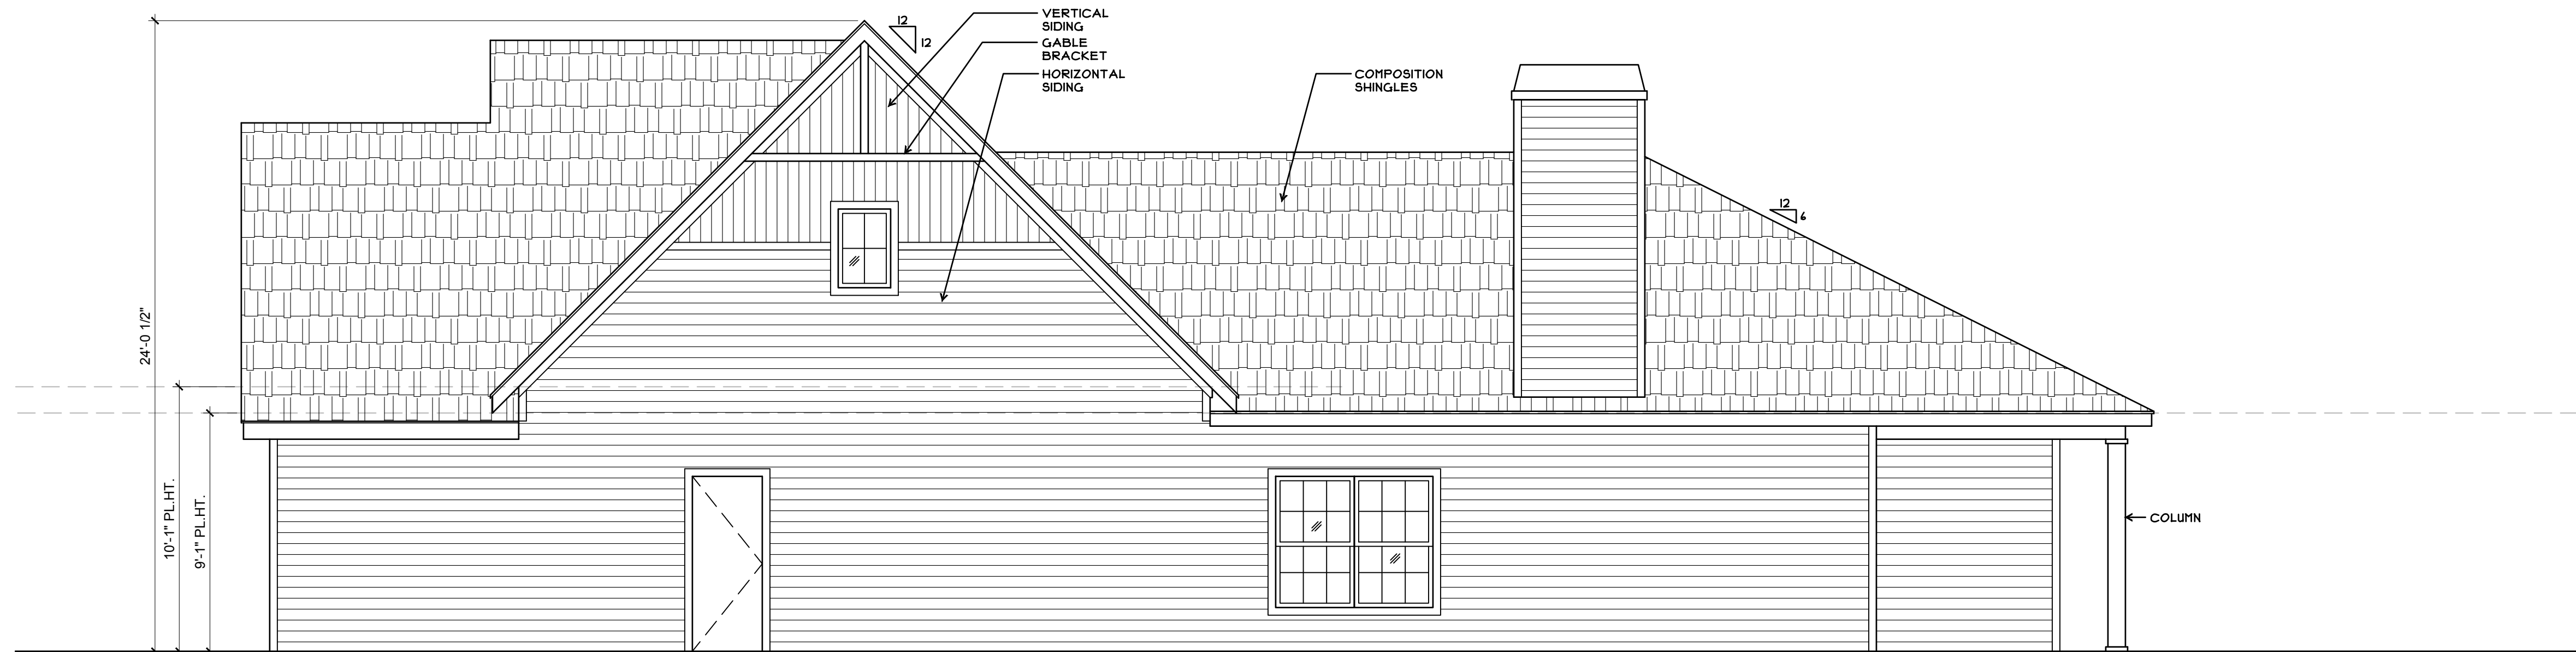 12
12
VERTICAL
SIDING
GABLE
BRACKET
HORIZONTAL
SIDING
COMPOSITION
SHINGLES
12
6
24'-0 1/2"
10'-1" PL.HT.
9'-1" PL.HT.
COLUMN